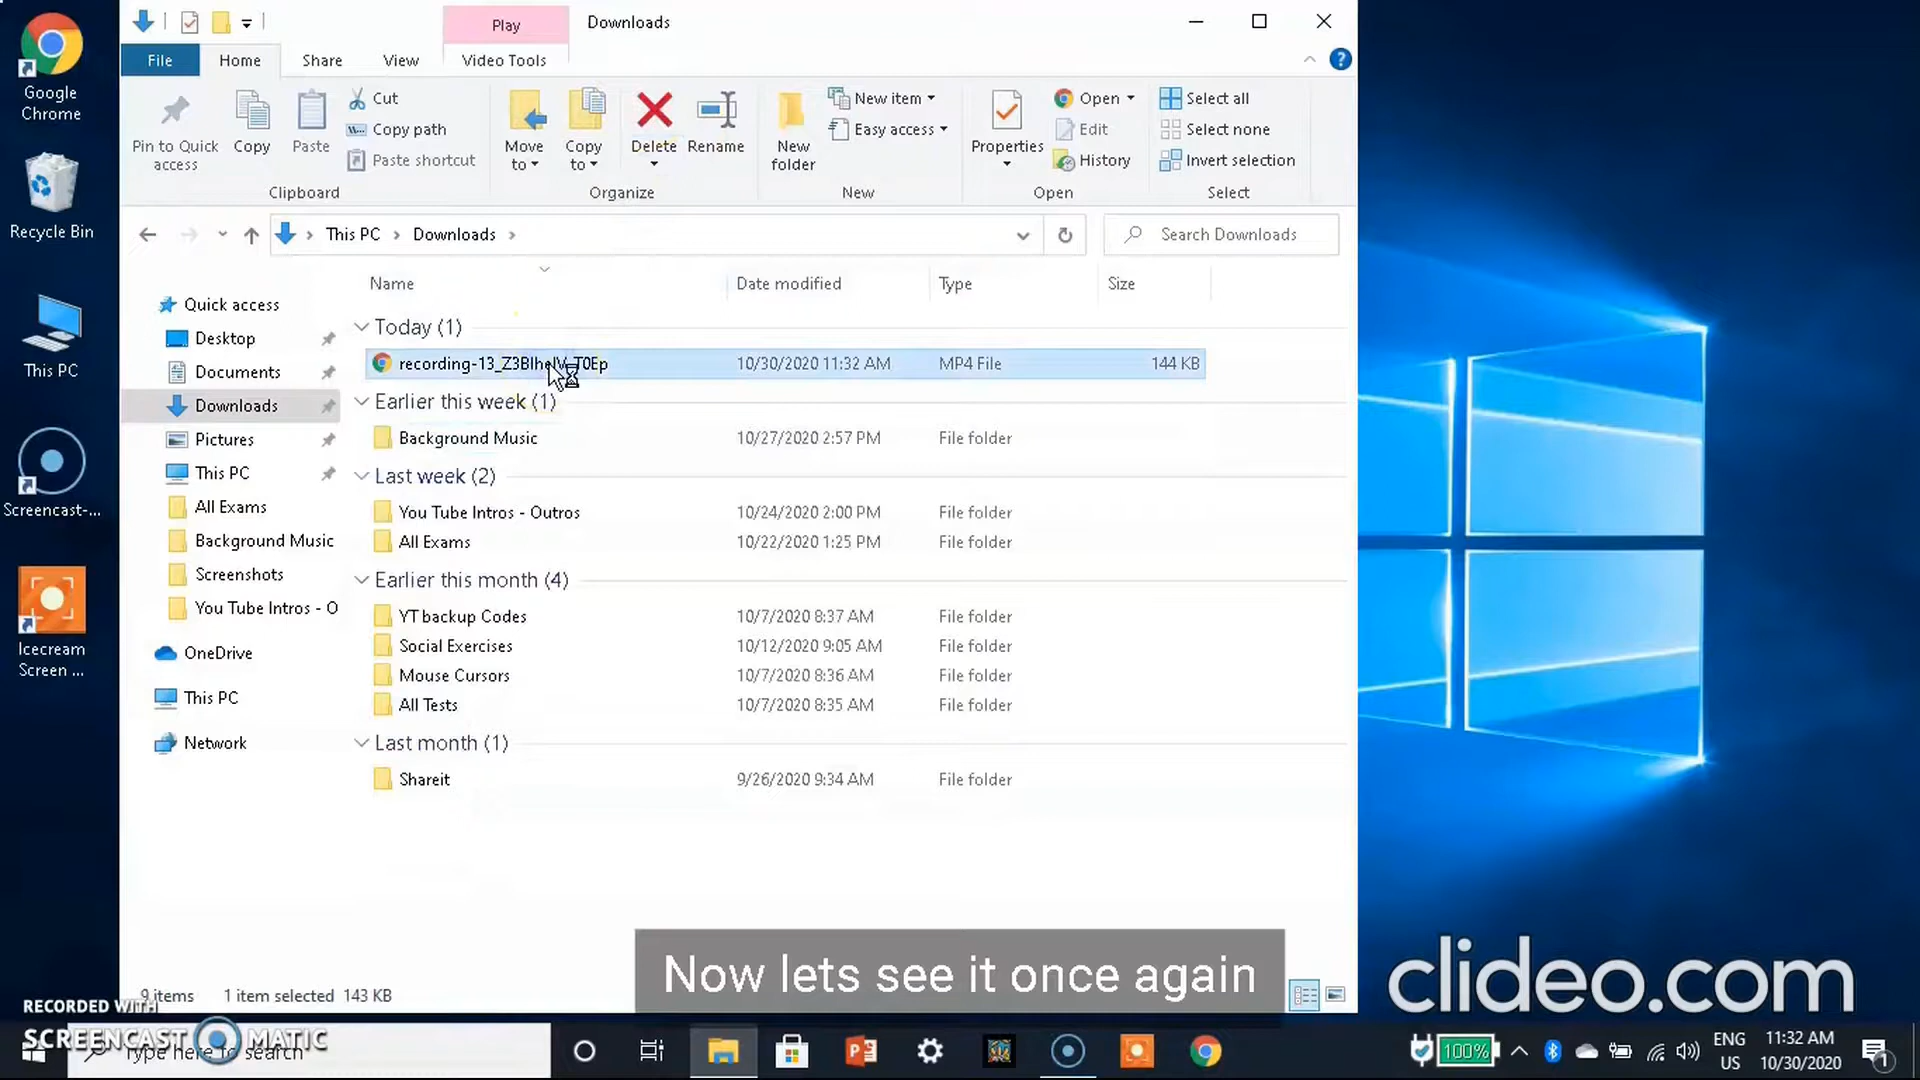 Google
Chrome
Recycle Bin
This PC
Screencast-...
Icecream
Screen ...
Play
Downloads
File
Home
Share
View
Video Tools
Pin to Quick
access
Copy
Paste
Cut
Copy path
Paste shortcut
Clipboard
Move
to
Copy
to
Delete
Rename
Organize
New
folder
New item
Easy access
New
Properties
Open
Edit
History
Open
Select all
Select none
Invert selection
Select
This PC > Downloads >
Search Downloads
Name Date modified Type Size
Quick access
Desktop
Documents
Downloads
Pictures
This PC
All Exams
Background Music
Screenshots
You Tube Intros - O
OneDrive
This PC
Network
Today (1)
10/30/2020 11:32 AM MP4 File 144 KB
Earlier this week (1)
Background Music 10/27/2020 2:57 PM File folder
Last week (2)
You Tube Intros - Outros 10/24/2020 2:00 PM File folder
All Exams 10/22/2020 1:25 PM File folder
Earlier this month (4)
YT backup Codes 10/7/2020 8:37 AM File folder
Social Exercises 10/12/2020 9:05 AM File folder
Mouse Cursors 10/7/2020 8:36 AM File folder
All Tests 10/7/2020 8:35 AM File folder
Last month (1)
Shareit 9/26/2020 9:34 AM File folder
Now lets see it once again
clideo.com
9 items 1 item selected 143 KB
RECORDED WITH
SCREENCAST MATIC
Type here to search
100%
ENG
US
11:32 AM
10/30/2020
1